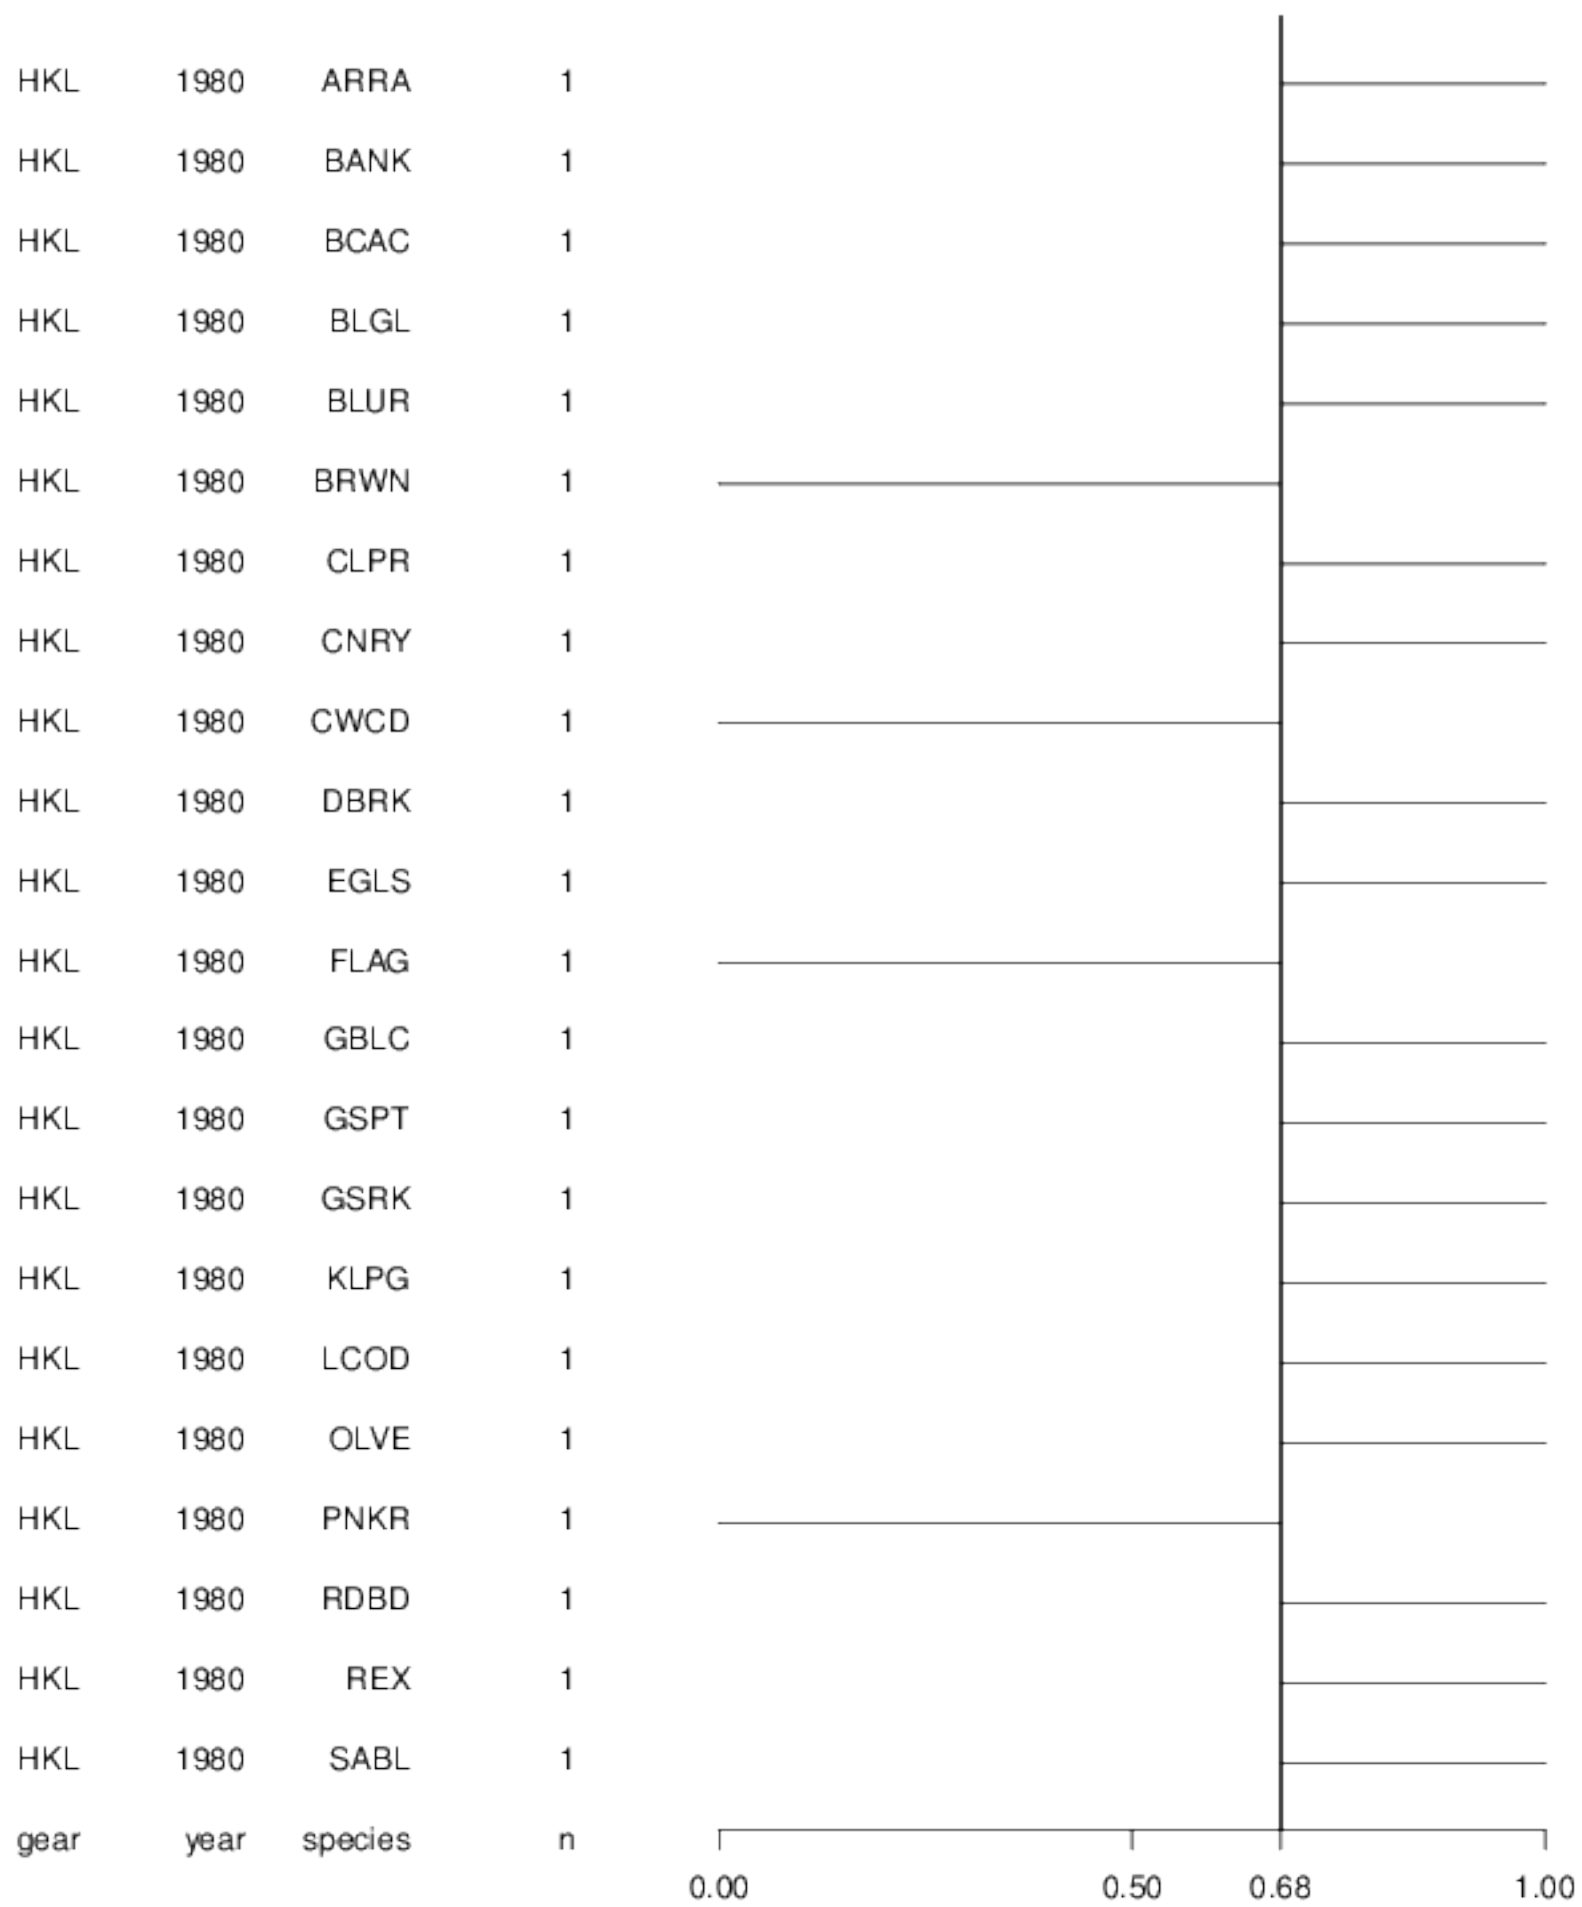 HKL 1980 ARRA 1
HKL 1980 BANK 1
HKL 1980 BCAC 1
HKL 1980 BLGL 1
HKL 1980 BLUR 1
HKL 1980 BRWN 1
HKL 1980 CLPR 1
HKL 1980 CNRY 1
HKL 1980 CWCD 1
HKL 1980 DBRK 1
HKL 1980 EGLS 1
HKL 1980 FLAG 1
HKL 1980 GBLC 1
HKL 1980 GSPT 1
HKL 1980 GSRK 1
HKL 1980 KLPG 1
HKL 1980 LCOD 1
HKL 1980 OLVE 1
HKL 1980 PNKR 1
HKL 1980 RDBD 1
HKL 1980 REX 1
HKL 1980 SABL 1
gear year species n
0.00 0.50 0.68 1.00